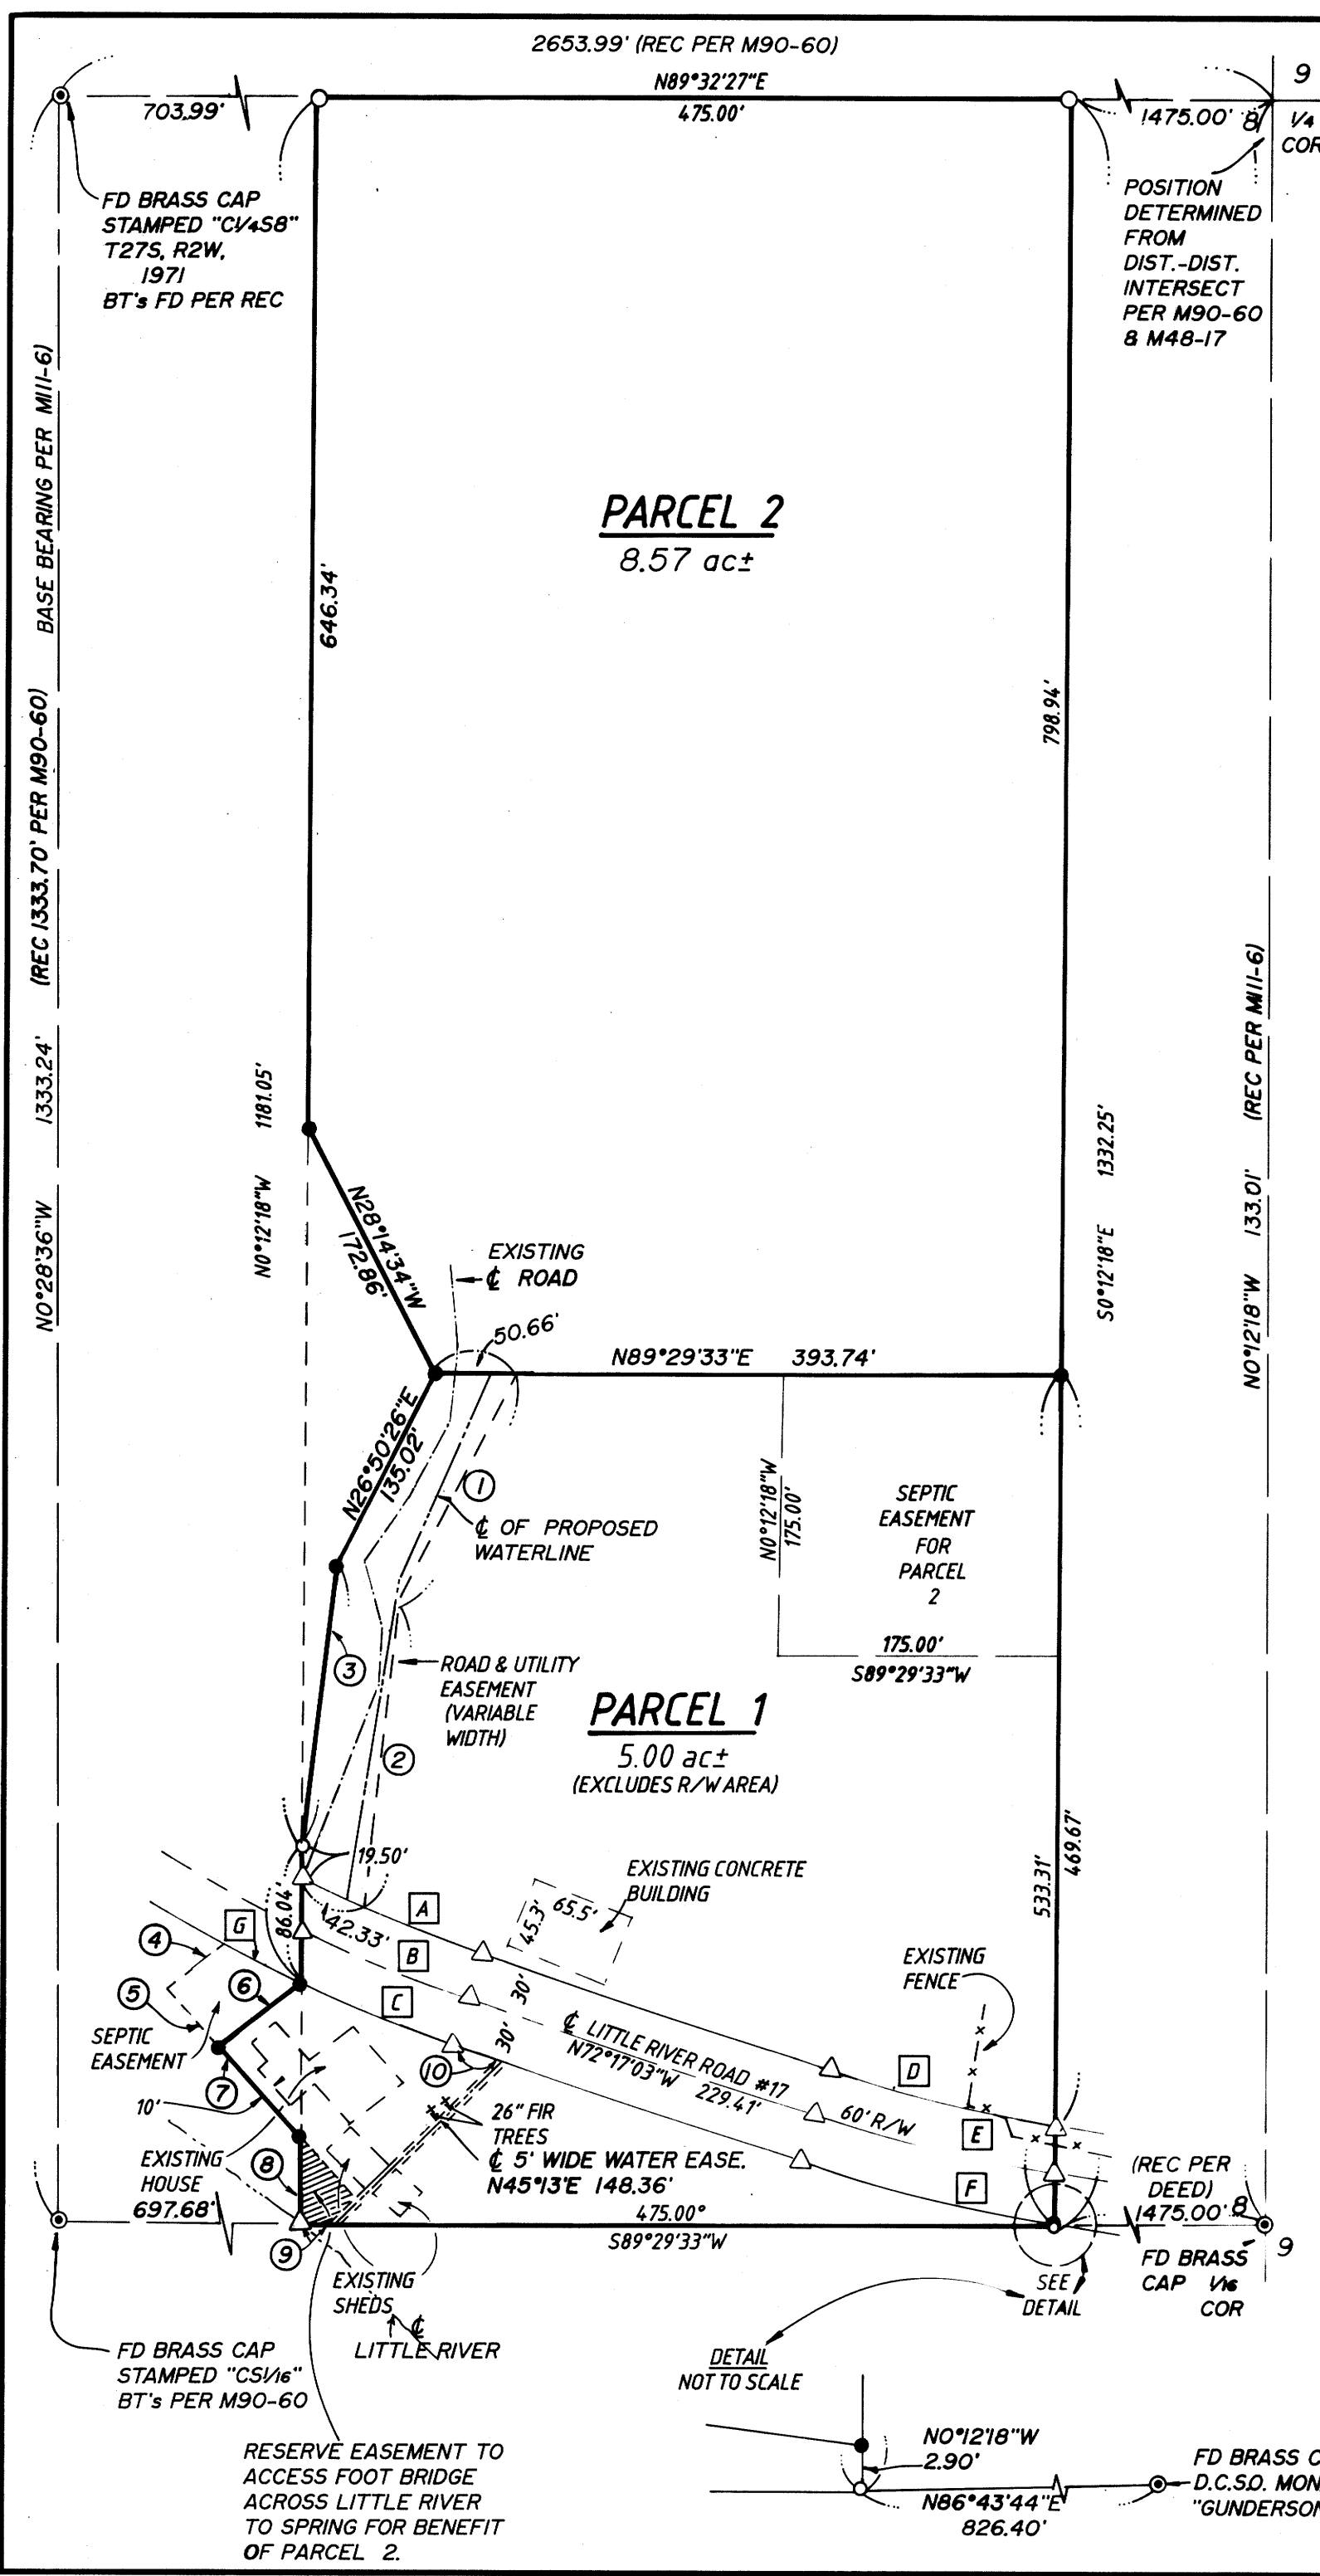 2653.99' (REC PER M90-60)
N89°32'27"E
475.00'
703.99'
1475.00'
8
9
1/4
COR
FD BRASS CAP
STAMPED "C1/4S8"
T27S, R2W,
1971
BT's FD PER REC
POSITION
DETERMINED
FROM
DIST.-DIST.
INTERSECT
PER M90-60
& M48-17
BASE BEARING PER M111-6)
(REC 1333.70' PER M90-60)
1333.24'
N0°28'36"W
PARCEL 2
8.57 ac±
646.34'
798.94'
1181.05'
N0°12'18"W
1332.25'
S0°12'18"E
(REC PER M111-6)
133.01'
N0°12'18"W
N28°14'34"W
172.86'
EXISTING
℄ ROAD
50.66'
N89°29'33"E 393.74'
N26°50'26"E
135.02'
1
℄ OF PROPOSED
WATERLINE
N0°12'18"W
175.00'
SEPTIC
EASEMENT
FOR
PARCEL
2
175.00'
S89°29'33"W
3
ROAD & UTILITY
EASEMENT
(VARIABLE
WIDTH)
2
PARCEL 1
5.00 ac±
(EXCLUDES R/W AREA)
19.50'
EXISTING CONCRETE
BUILDING
65.5'
45.3'
533.31'
469.67'
86.04'
42.33'
A
B
C
G
4
5
6
SEPTIC
EASEMENT
7
10'
30'
30'
℄ LITTLE RIVER ROAD #17
N72°17'03"W 229.41'
60' R/W
EXISTING
FENCE
D
E
F
10
26" FIR
TREES
℄ 5' WIDE WATER EASE.
N45°13'E 148.36'
EXISTING
HOUSE
8
697.68'
475.00°
S89°29'33"W
(REC PER
DEED)
1475.00'
8
9
9
EXISTING
SHEDS
℄
LITTLE RIVER
SEE
DETAIL
FD BRASS
CAP 1/16
COR
FD BRASS CAP
STAMPED "CS1/16"
BT's PER M90-60
DETAIL
NOT TO SCALE
RESERVE EASEMENT TO
ACCESS FOOT BRIDGE
ACROSS LITTLE RIVER
TO SPRING FOR BENEFIT
OF PARCEL 2.
N0°12'18"W
2.90'
N86°43'44"E
826.40'
FD BRASS C
D.C.S.O. MON
"GUNDERSON